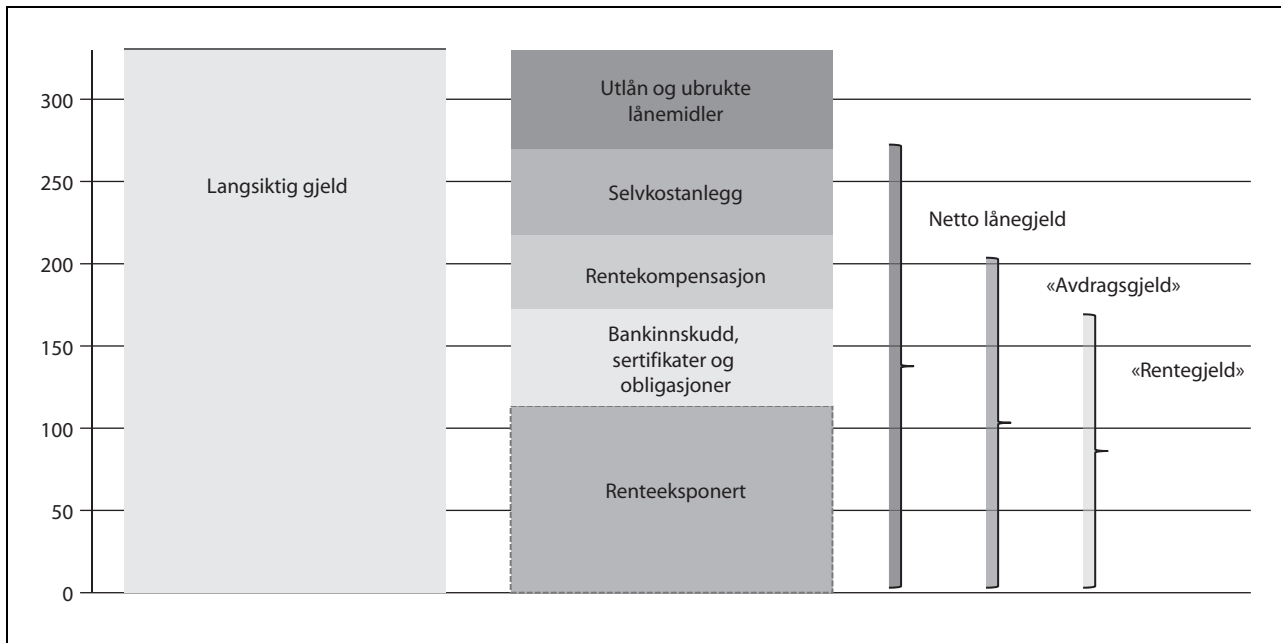 300
250
200
150
100
50
0
Langsiktig gjeld
Utlån og ubrukte
lånemidler
Selvkostanlegg
Rentekompensasjon
Bankinnskudd,
sertifikater og
obligasjoner
Renteeksponert
Netto lånegjeld
«Avdragsgjeld»
«Rentegjeld»